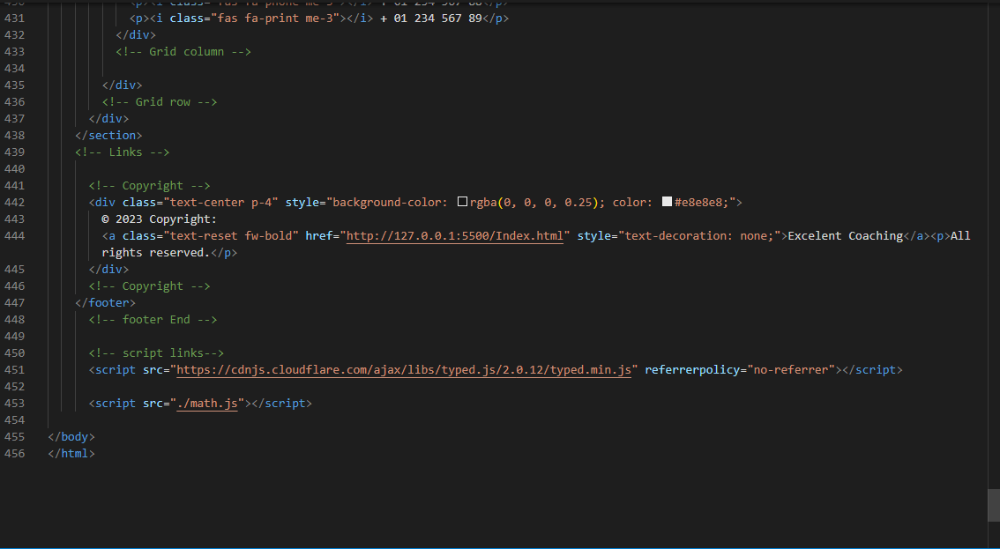 430 <p><i class="fas fa-phone me-3"></i> + 01 234 567 88</p>
431 <p><i class="fas fa-print me-3"></i> + 01 234 567 89</p>
432 </div>
433 <!-- Grid column -->
434
435 </div>
436 <!-- Grid row -->
437 </div>
438 </section>
439 <!-- Links -->
440
441 <!-- Copyright -->
442 <div class="text-center p-4" style="background-color: rgba(0, 0, 0, 0.25); color: #e8e8e8;">
443 © 2023 Copyright:
444 <a class="text-reset fw-bold" href="http://127.0.0.1:5500/Index.html" style="text-decoration: none;">Excelent Coaching</a><p>All
rights reserved.</p>
445 </div>
446 <!-- Copyright -->
447 </footer>
448 <!-- footer End -->
449
450 <!-- script links-->
451 <script src="https://cdnjs.cloudflare.com/ajax/libs/typed.js/2.0.12/typed.min.js" referrerpolicy="no-referrer"></script>
452
453 <script src="./math.js"></script>
454
455 </body>
456 </html>